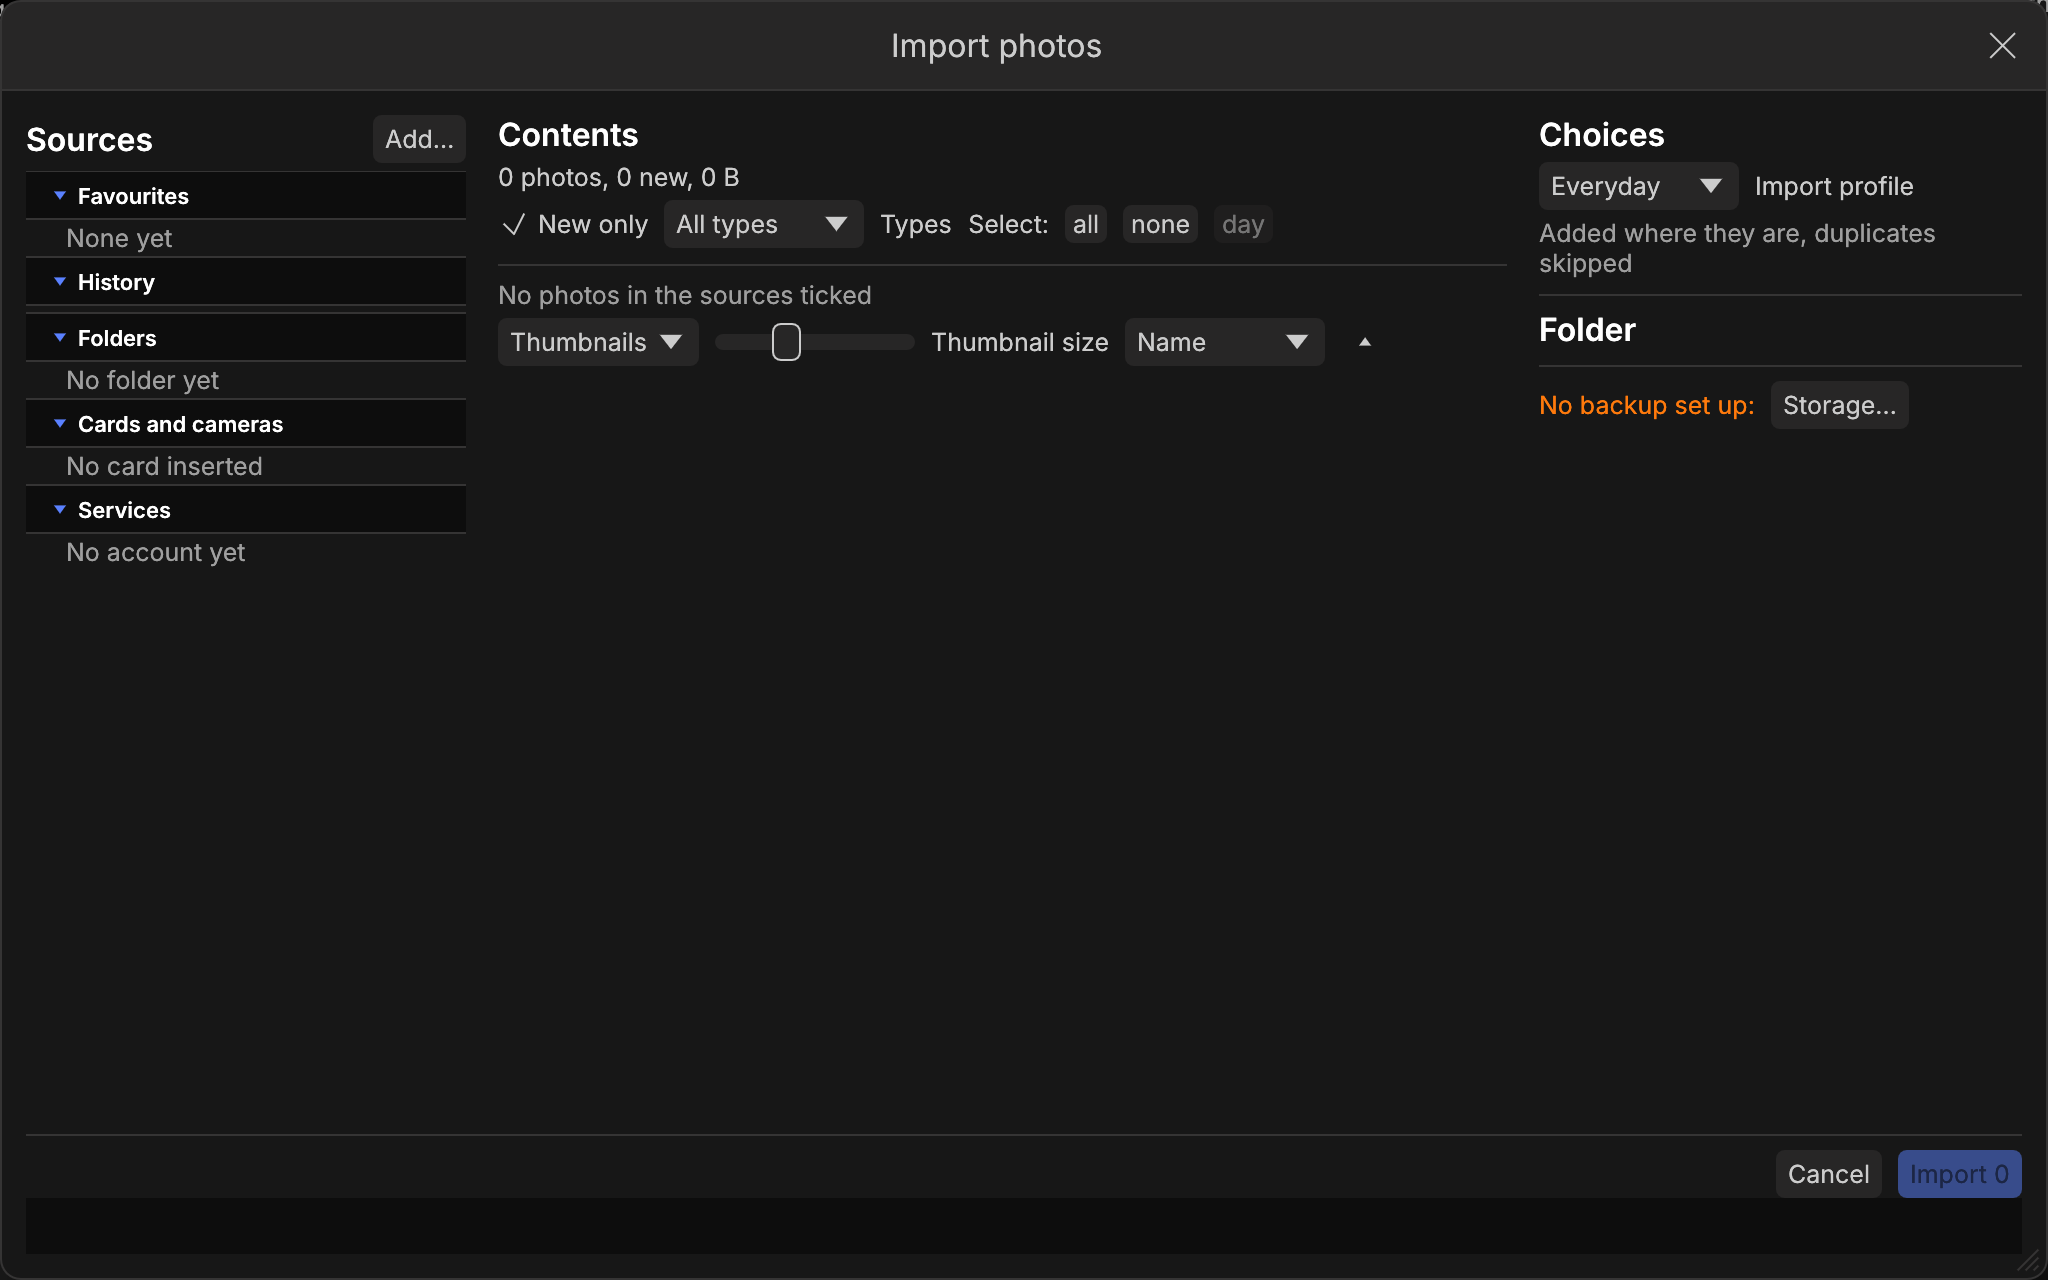 Import photos
Sources
Add...
Favourites
None yet
History
Folders
No folder yet
Cards and cameras
No card inserted
Services
No account yet
Contents
0 photos, 0 new, 0 B
New only All types Types Select: all none day
No photos in the sources ticked
Thumbnails Thumbnail size Name
Choices
Everyday Import profile
Added where they are, duplicates
skipped
Folder
No backup set up: Storage...
Cancel Import 0